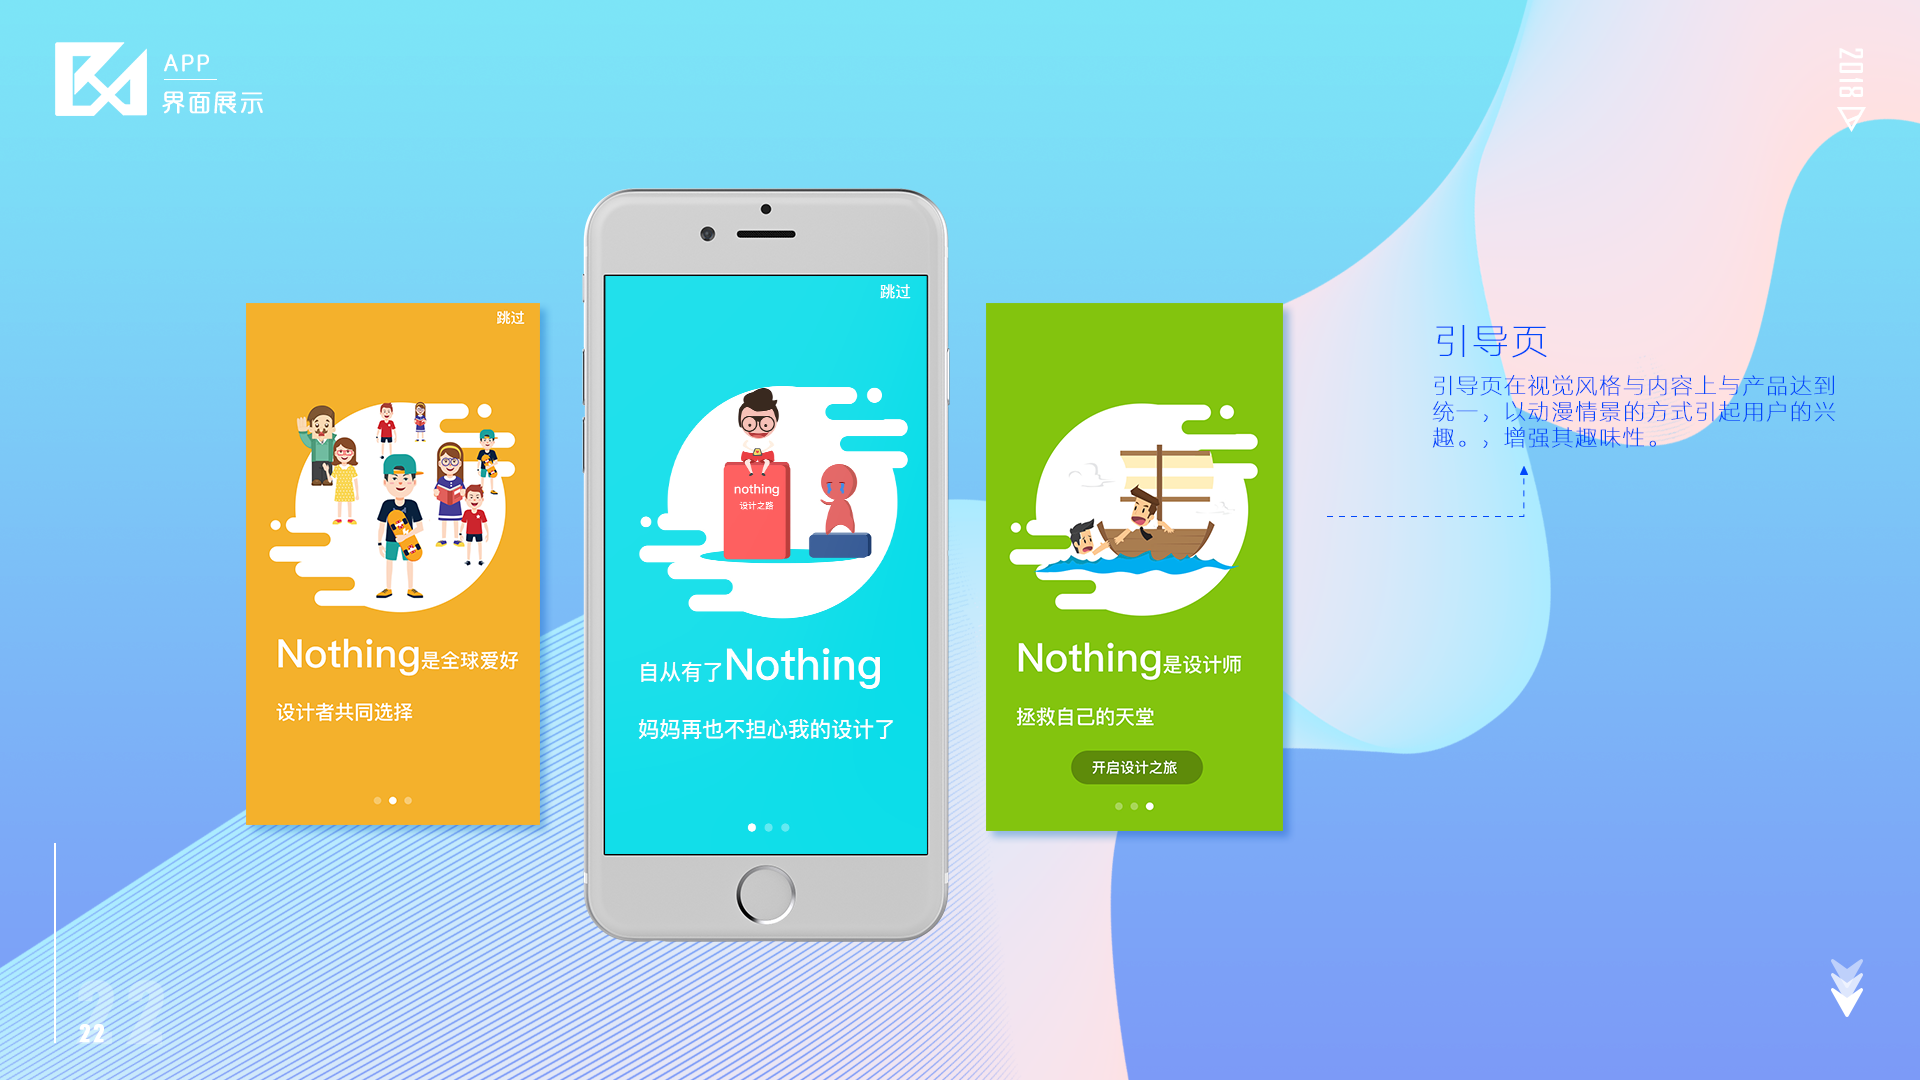 APP
界面展示
2018
跳过
Nothing是全球爱好
设计者共同选择
跳过
nothing
设计之路
自从有了Nothing
妈妈再也不担心我的设计了
Nothing是设计师
拯救自己的天堂
开启设计之旅
引导页
引导页在视觉风格与内容上与产品达到
统一，以动漫情景的方式引起用户的兴
趣。，增强其趣味性。
22
22